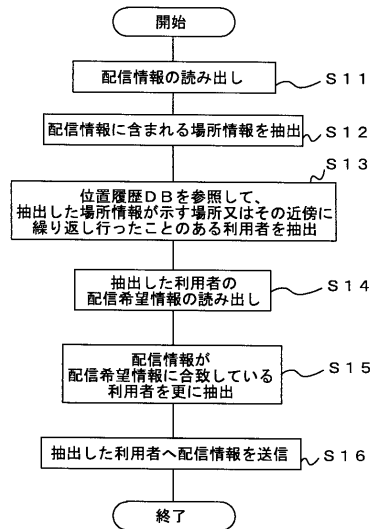 開始
配信情報の読み出し
S11
配信情報に含まれる場所情報を抽出
S12
S13
位置履歴DBを参照して、
抽出した場所情報が示す場所又はその近傍に
繰り返し行ったことのある利用者を抽出
抽出した利用者の
配信希望情報の読み出し
S14
配信情報が
配信希望情報に合致している
利用者を更に抽出
S15
抽出した利用者へ配信情報を送信
S16
終了